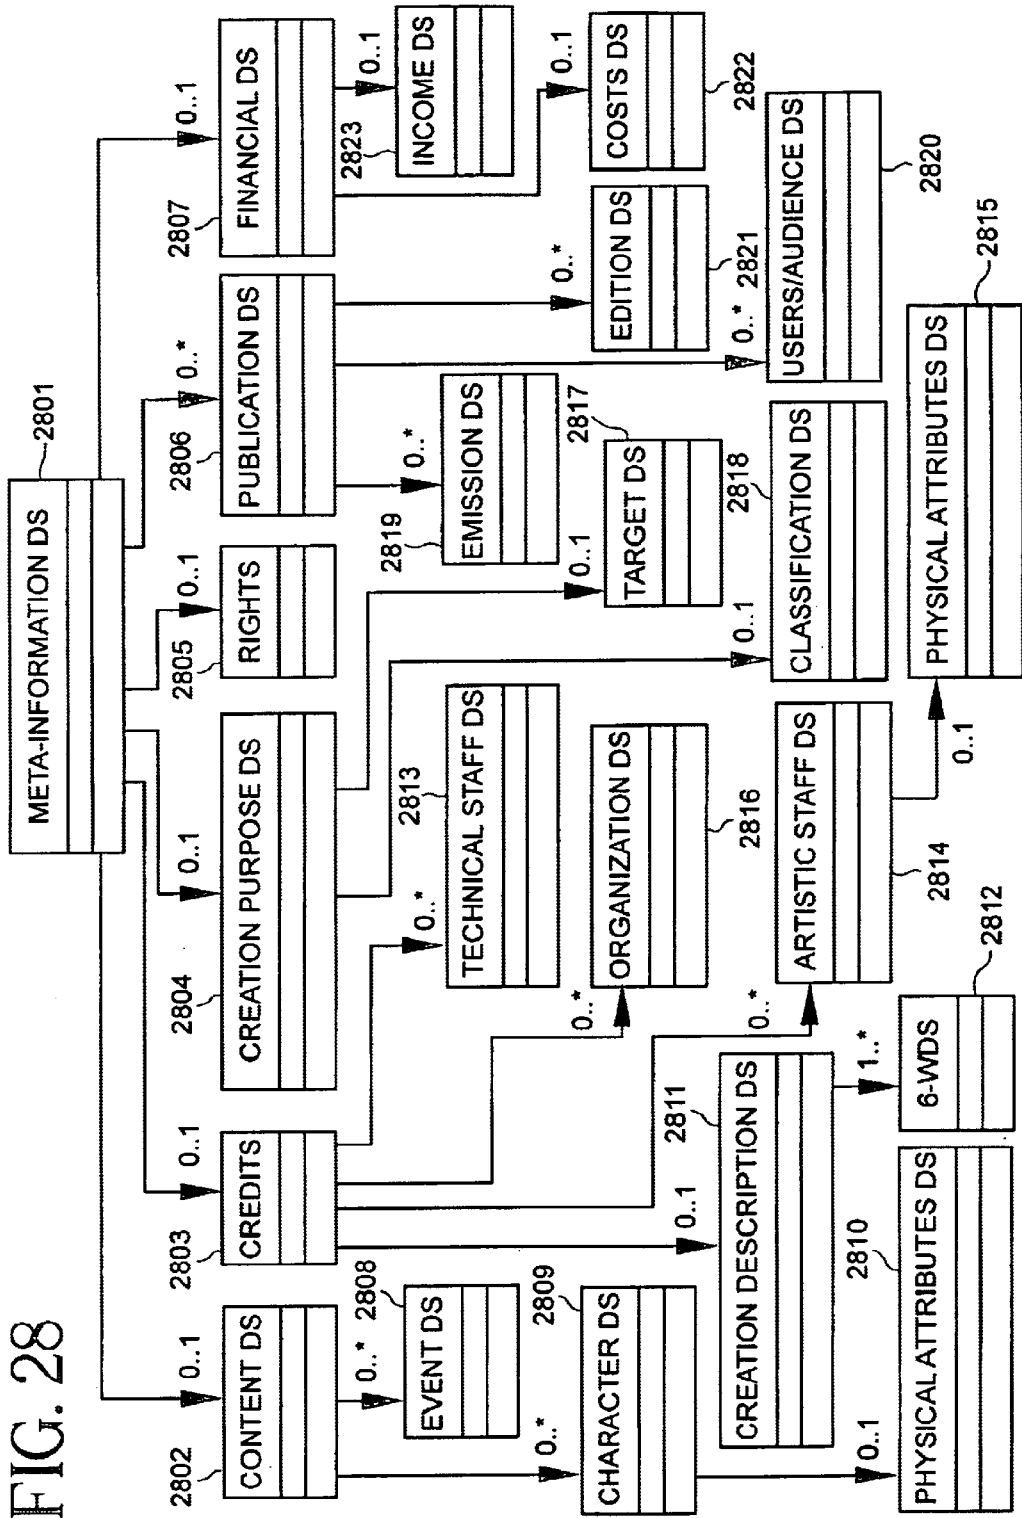 FIG. 28
META-INFORMATION DS
2801
0..1
0..1
0..1
0..1
0..*
0..1
2802
CONTENT DS
2803
CREDITS
2804
CREATION PURPOSE DS
2805
RIGHTS
2806
PUBLICATION DS
2807
FINANCIAL DS
0..*
EVENT DS
2808
0..*
TECHNICAL STAFF DS
2813
0..*
EMISSION DS
2819
0..1
INCOME DS
2823
0..*
CHARACTER DS
2809
0..*
ORGANIZATION DS
2816
0..1
TARGET DS
2817
0..*
EDITION DS
2821
0..1
COSTS DS
2822
0..1
CREATION DESCRIPTION DS
2811
0..*
ARTISTIC STAFF DS
2814
0..1
CLASSIFICATION DS
2818
0..*
USERS/AUDIENCE DS
2820
0..1
PHYSICAL ATTRIBUTES DS
2810
1..*
6-WDS
2812
0..1
PHYSICAL ATTRIBUTES DS
2815